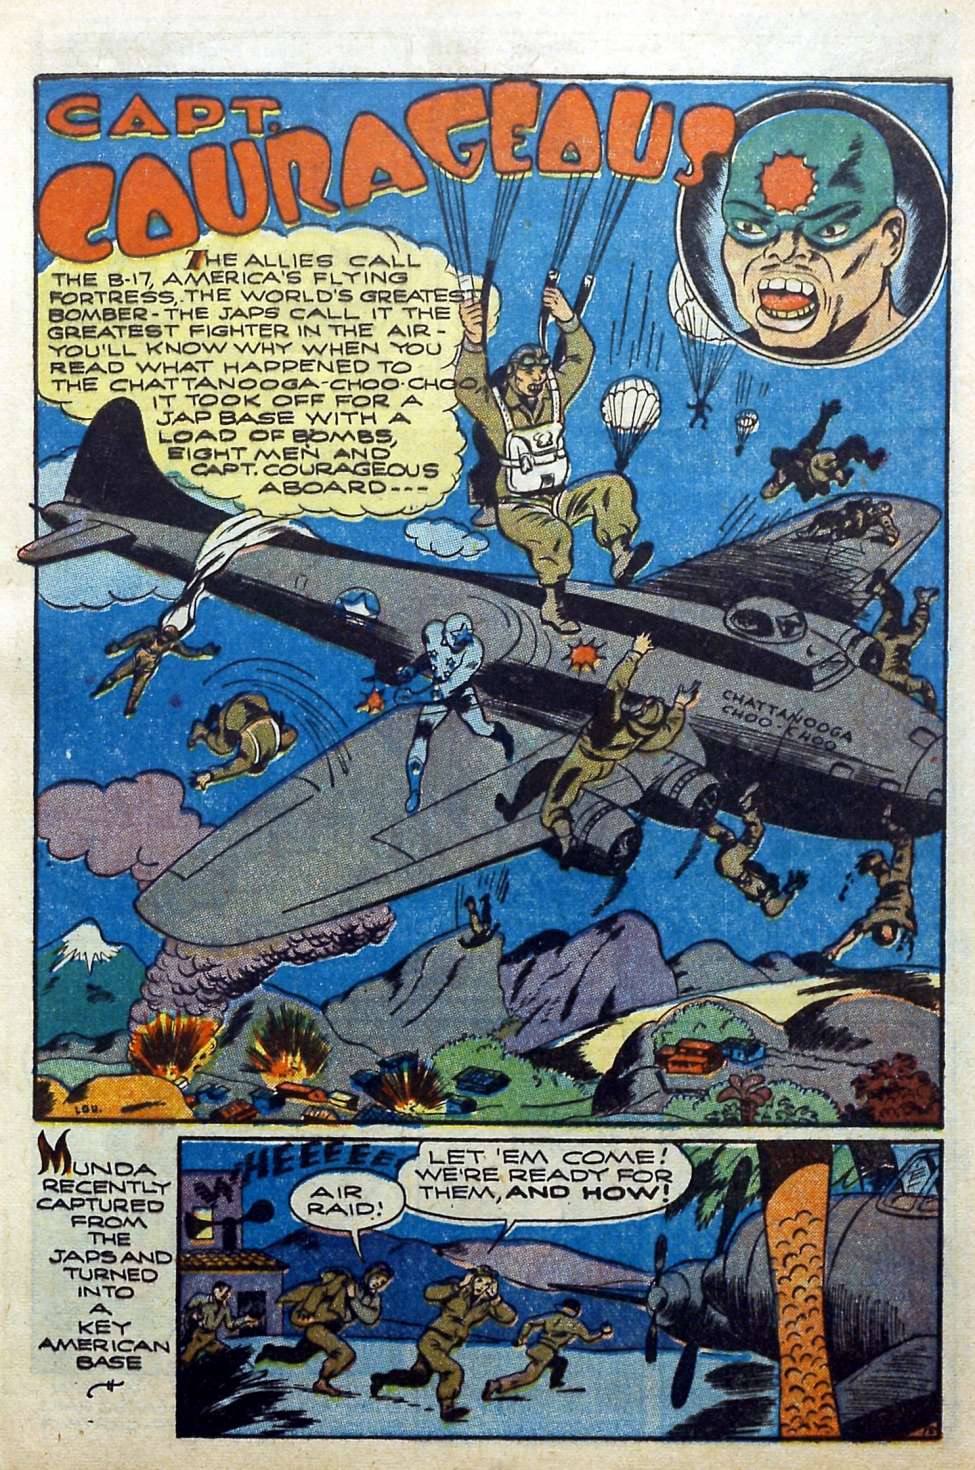 CAPT.
COURAGEOUS
THE ALLIES CALL
THE B-17, AMERICA'S FLYING
FORTRESS, THE WORLD'S GREATEST
BOMBER - THE JAPS CALL IT THE
GREATEST FIGHTER IN THE AIR -
YOU'LL KNOW WHY WHEN YOU
READ WHAT HAPPENED TO
THE CHATTANOOGA-CHOO-CHOO,
IT TOOK OFF FOR A
JAP BASE WITH A
LOAD OF BOMBS,
EIGHT MEN AND
CAPT. COURAGEOUS
ABOARD---
CHATTANOOGA
CHOO-CHOO
MUNDA
RECENTLY
CAPTURED
FROM
THE
JAPS AND
TURNED
INTO
A
KEY
AMERICAN
BASE
AIR
RAID!
LET 'EM COME!
WE'RE READY FOR
THEM, AND HOW!